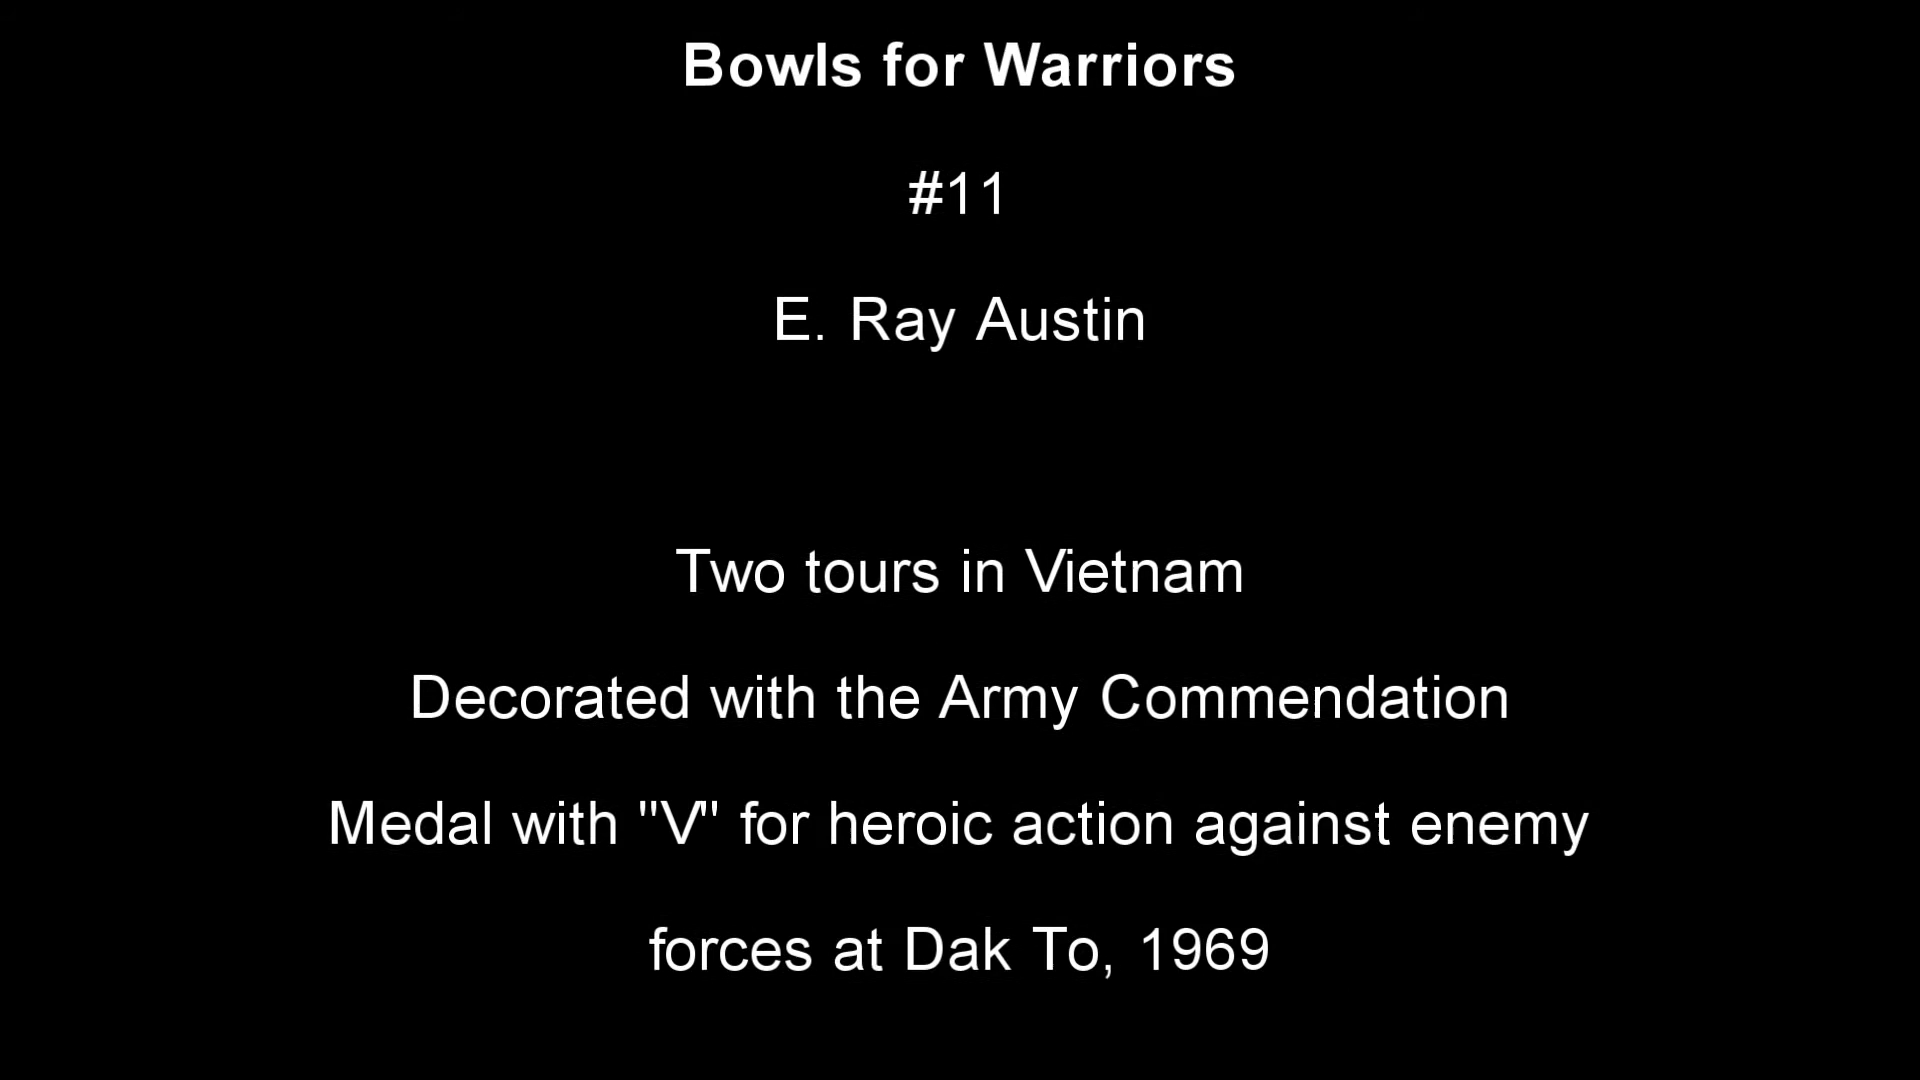 Bowls for Warriors
#11
E. Ray Austin
Two tours in Vietnam
Decorated with the Army Commendation
Medal with "V" for heroic action against enemy
forces at Dak To, 1969